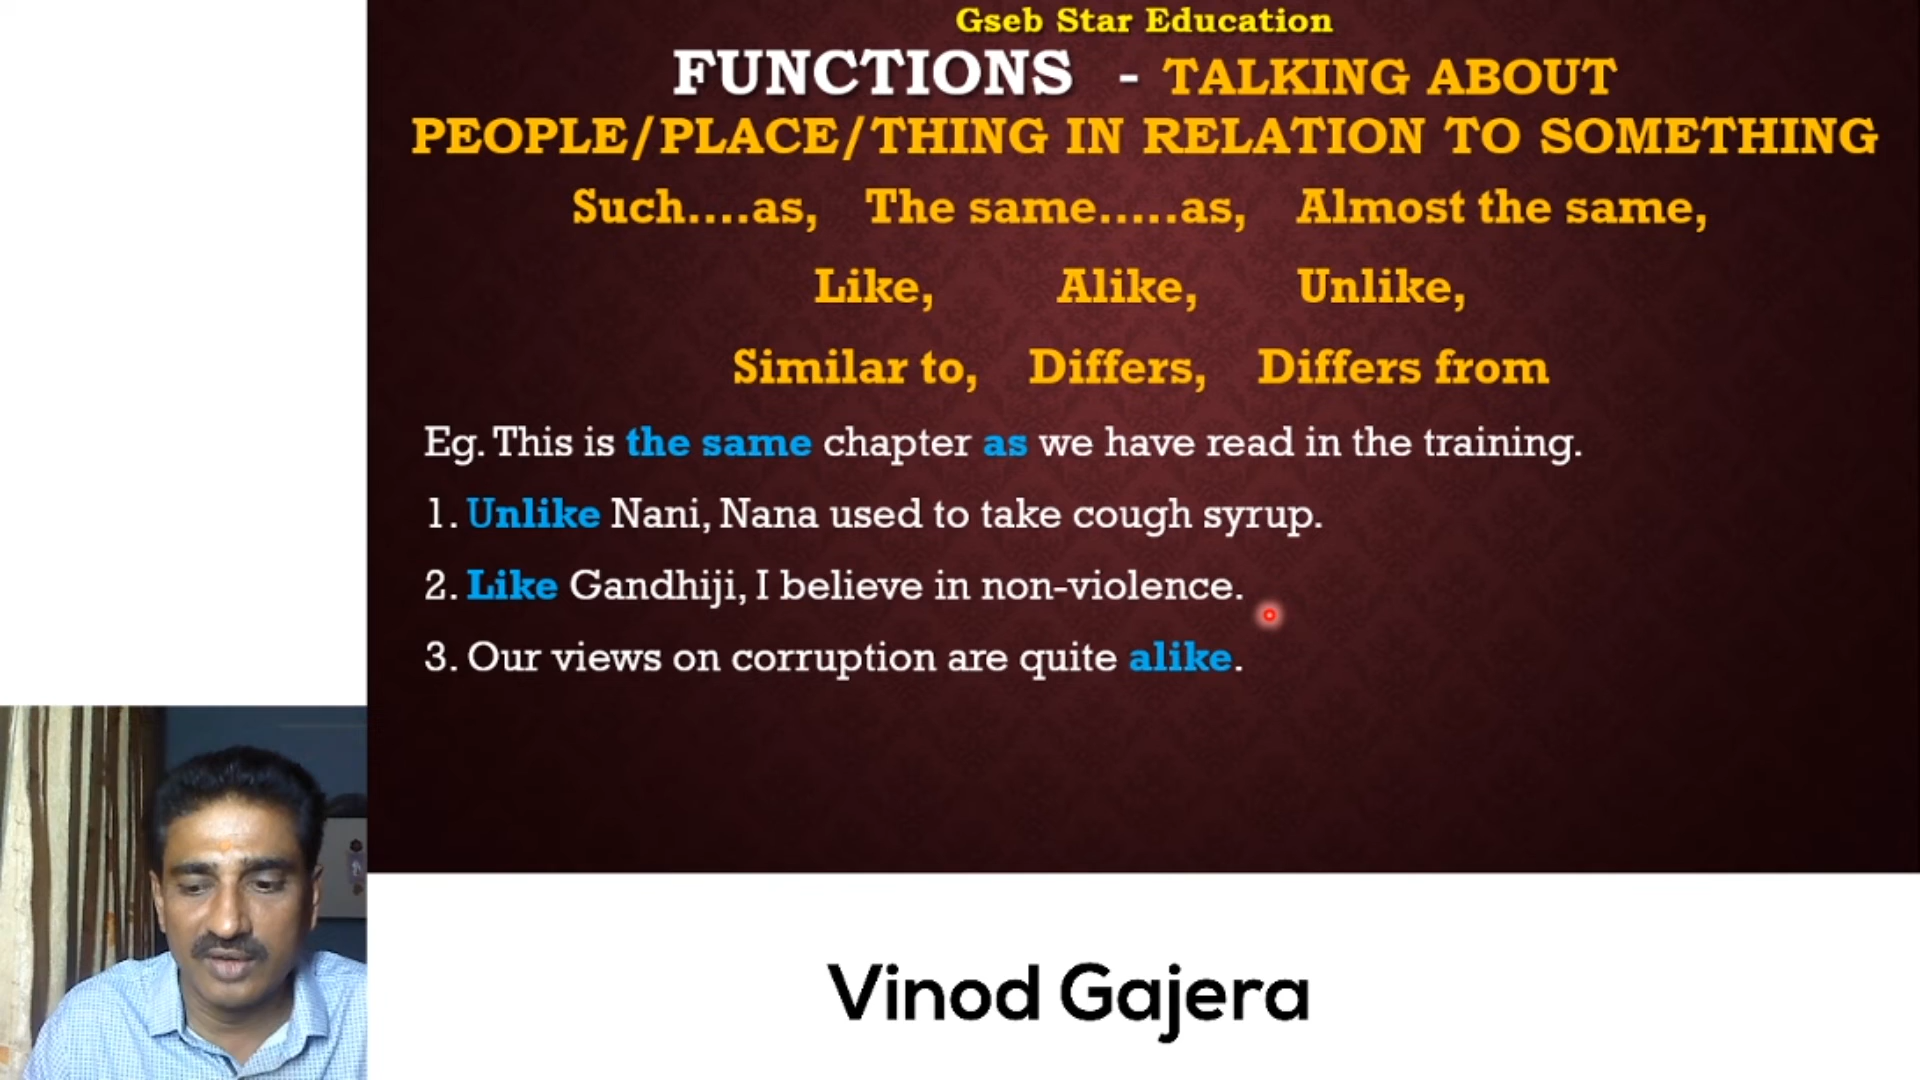 Gseb Star Education
FUNCTIONS - TALKING ABOUT
PEOPLE/PLACE/THING IN RELATION TO SOMETHING
Such....as, The same.....as, Almost the same,
Like, Alike, Unlike,
Similar to, Differs, Differs from
Eg. This is the same chapter as we have read in the training.
1. Unlike Nani, Nana used to take cough syrup.
2. Like Gandhiji, I believe in non-violence.
3. Our views on corruption are quite alike.
Vinod Gajera